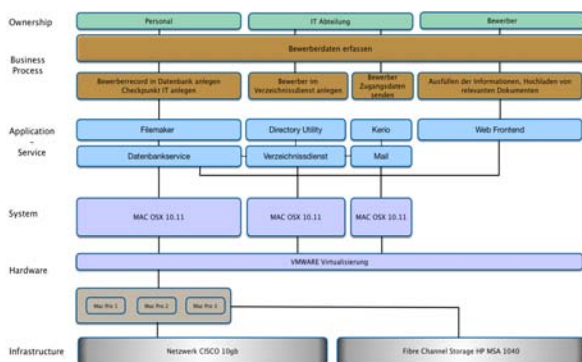 Ownership
Personal
IT Abteilung
Bewerber
Business
Process
Bewerberdaten erfassen
Bewerberrecord in Datenbank anlegen
Checkpunkt IT anlegen
Bewerber im
Verzeichnissdienst anlegen
Bewerber
Zugangsdaten
senden
Ausfüllen der Informationen, Hochladen von
relevanten Dokumenten
Application
–
Service
Filemaker
Directory Utility
Kerio
Web Frontend
Datenbankservice
Verzeichnissdienst
Mail
System
MAC OSX 10.11
MAC OSX 10.11
MAC OSX 10.11
Hardware
VMWARE Virtualisierung
Mac Pro 1
Mac Pro 2
Mac Pro 3
Infrastructure
Netzwerk CISCO 10gb
Fibre Channel Storage HP MSA 1040